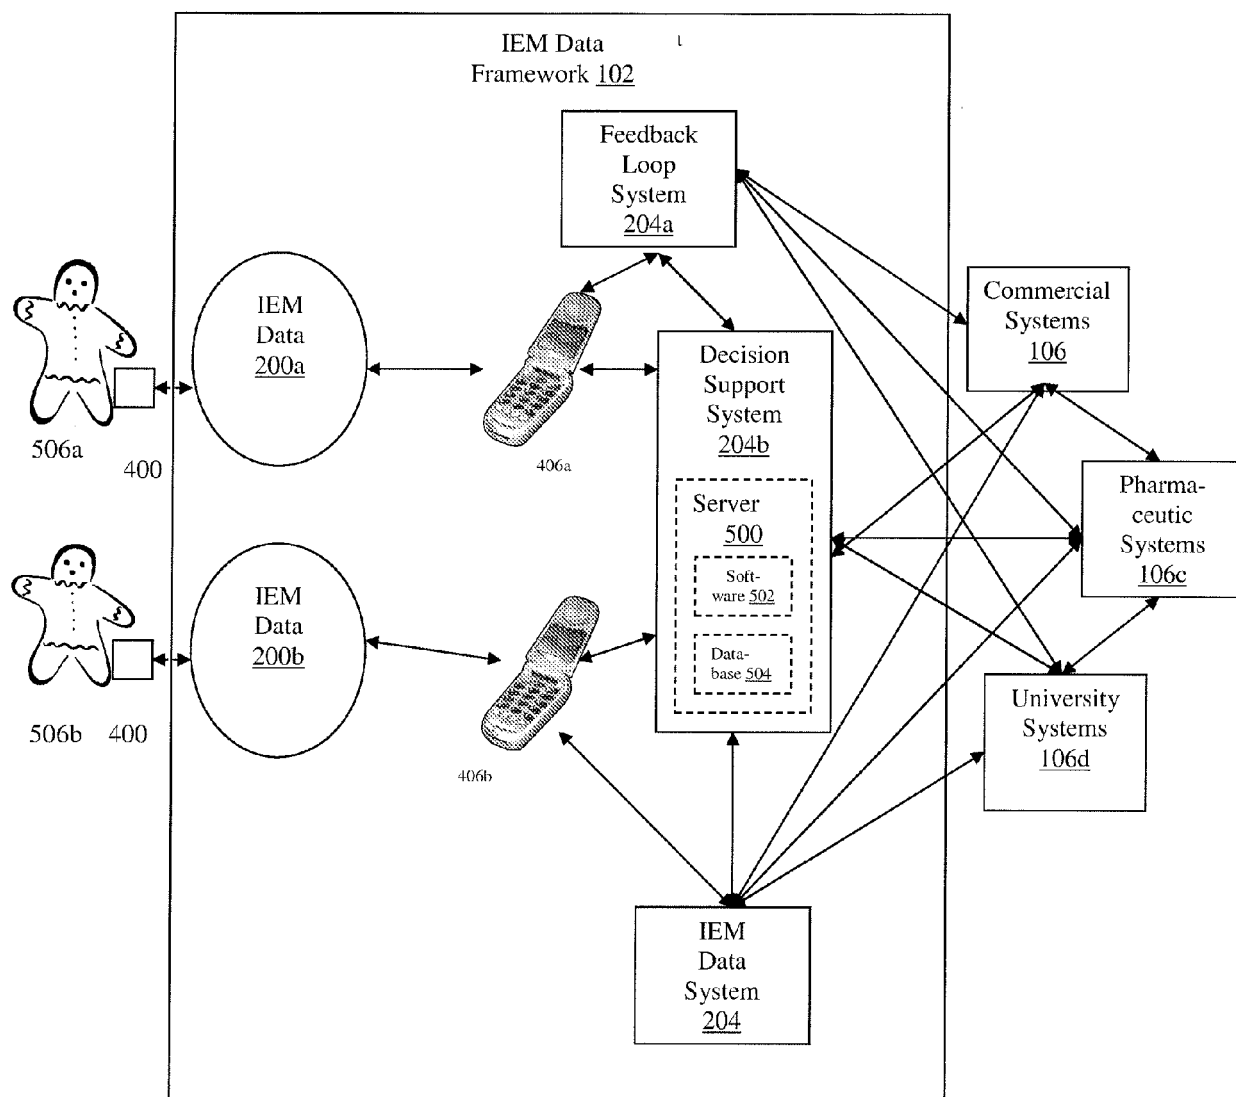 IEM Data
Framework 102
Feedback
Loop
System
204a
IEM
Data
200a
506a
400
406a
Decision
Support
System
204b
Server
500
Soft-
ware 502
Data-
base 504
Commercial
Systems
106
Pharma-
ceutic
Systems
106c
University
Systems
106d
IEM
Data
200b
506b
400
406b
IEM
Data
System
204